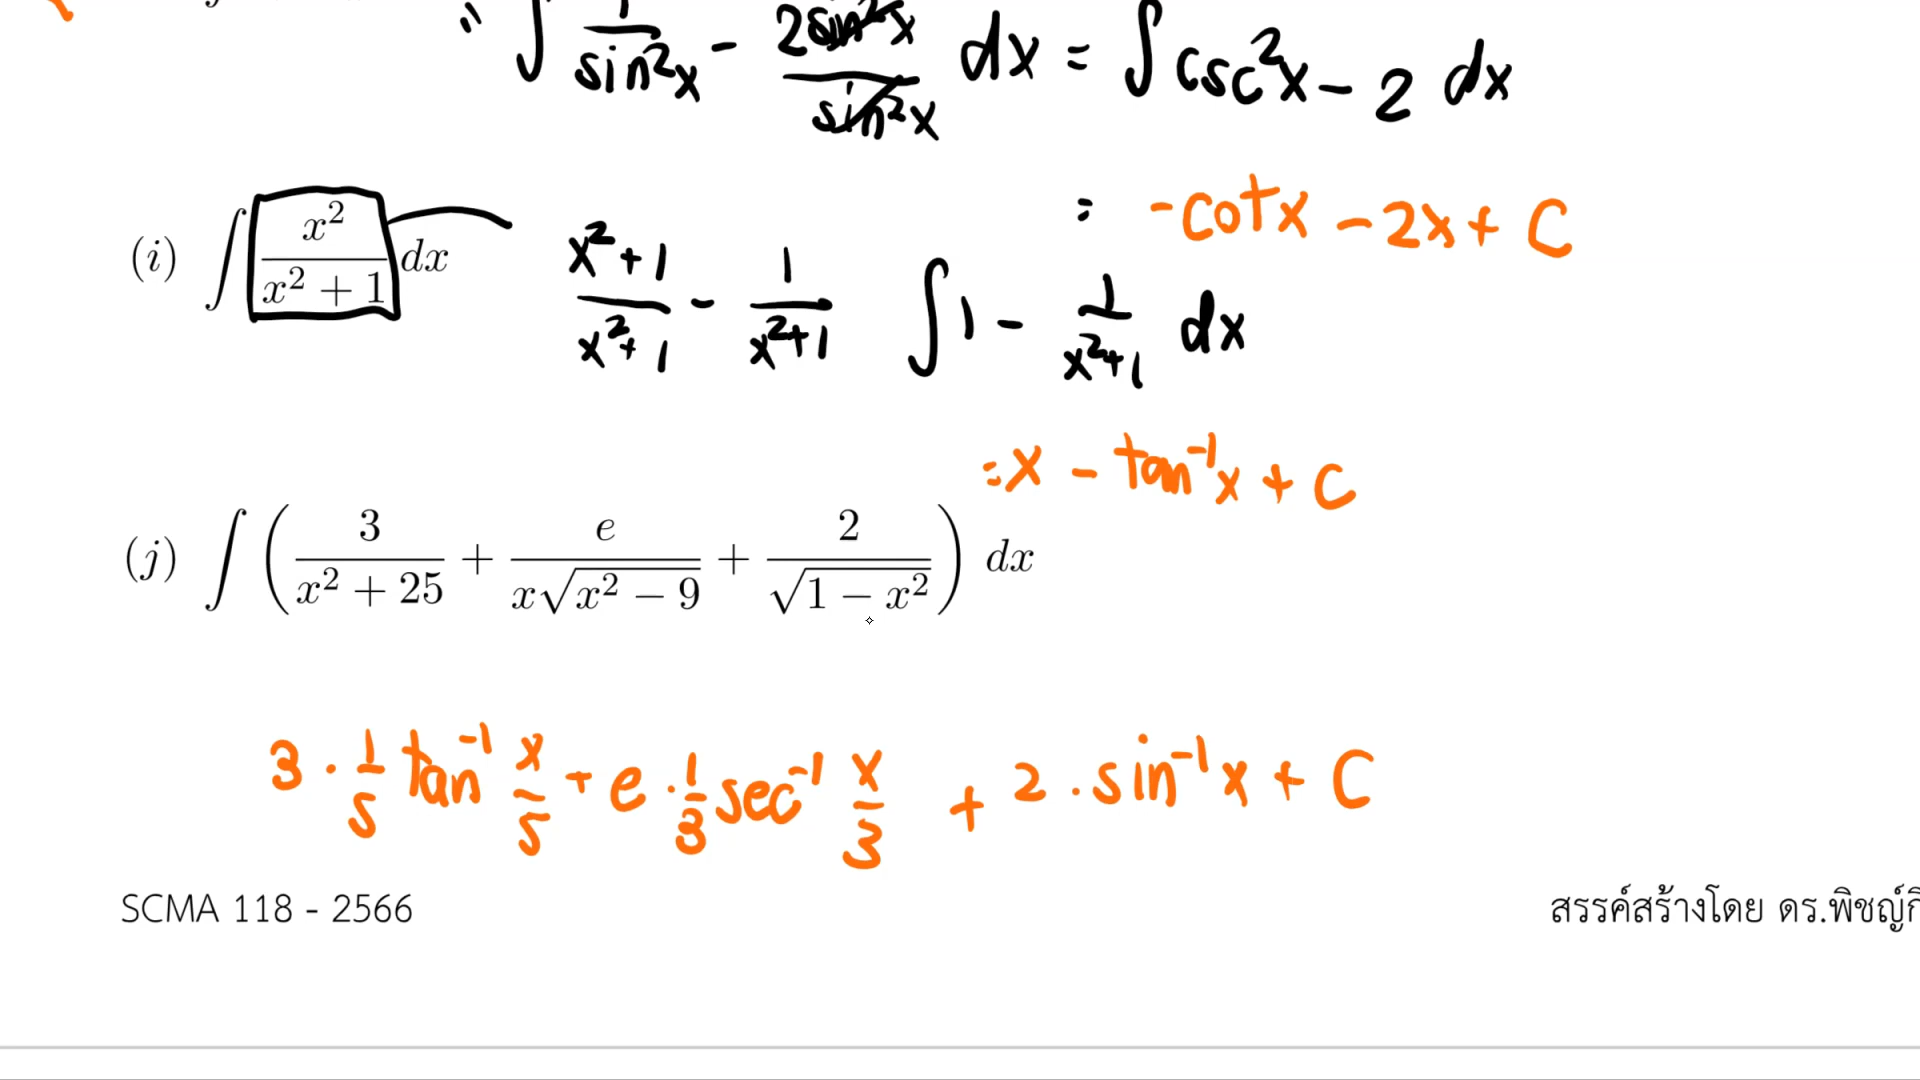 " ∫ 1/sin²x - 2sin²x/sin²x dx = ∫ csc²x - 2 dx
= -cotx - 2x + C
(i) ∫ x²/(x² + 1) dx   (x²+1)/(x²+1) - 1/(x²+1)   ∫ 1 - 1/(x²+1) dx
= x - tan⁻¹x + C
(j) ∫ ( 3/(x² + 25) + e/(x√(x² − 9)) + 2/√(1 − x²) ) dx
3 · 1/5 tan⁻¹ x/5 + e · 1/3 sec⁻¹ x/3 + 2 · sin⁻¹x + C
SCMA 118 - 2566
สรรค์สร้างโดย ดร.พิชญ์กิ